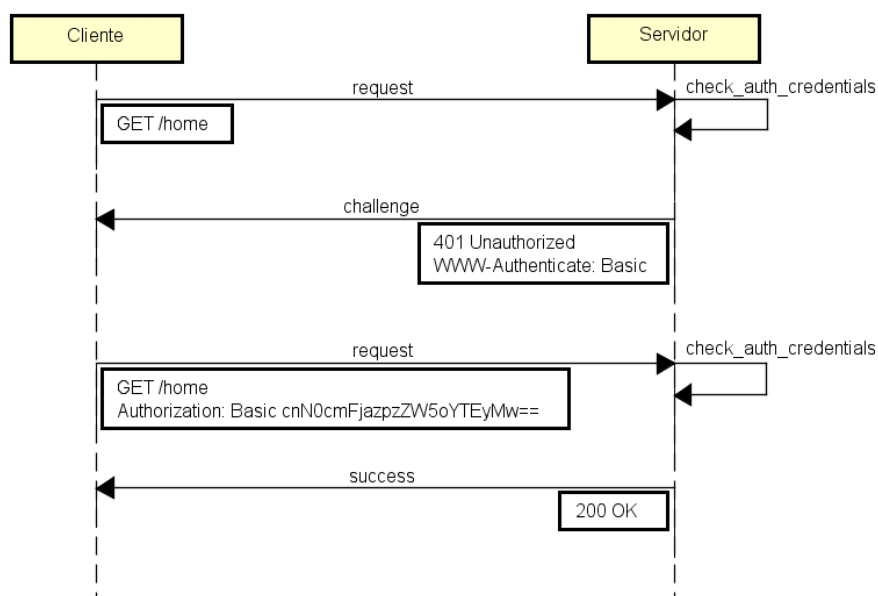 Cliente
Servidor
request
check_auth_credentials
GET /home
challenge
401 Unauthorized
WWW-Authenticate: Basic
request
check_auth_credentials
GET /home
Authorization: Basic cnN0cmFjazpzZW5oYTEyMw==
success
200 OK